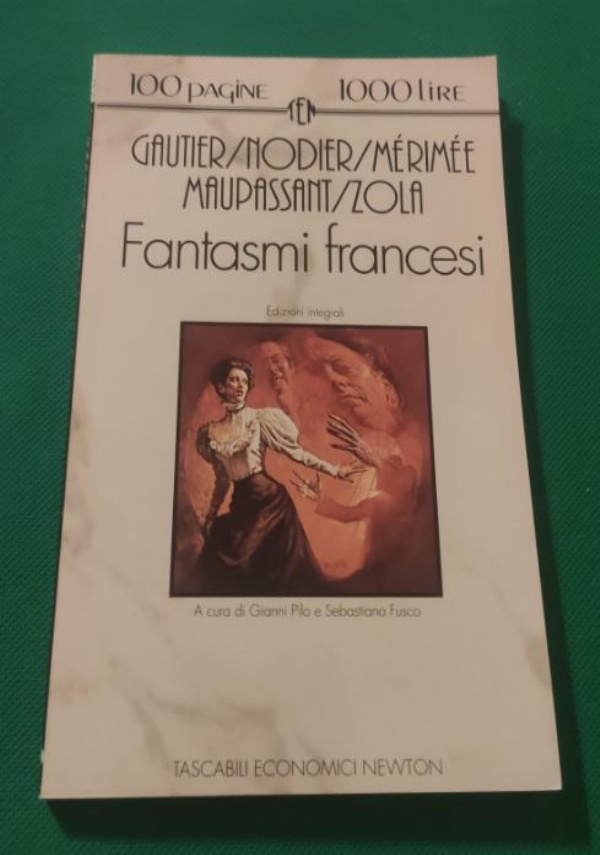 100 pagine 1000 lire
TEN
GAUTIER/NODIER/MÉRIMÉE
MAUPASSANT/ZOLA
Fantasmi francesi
Edizioni integrali
A cura di Gianni Pilo e Sebastiano Fusco
TASCABILI ECONOMICI NEWTON